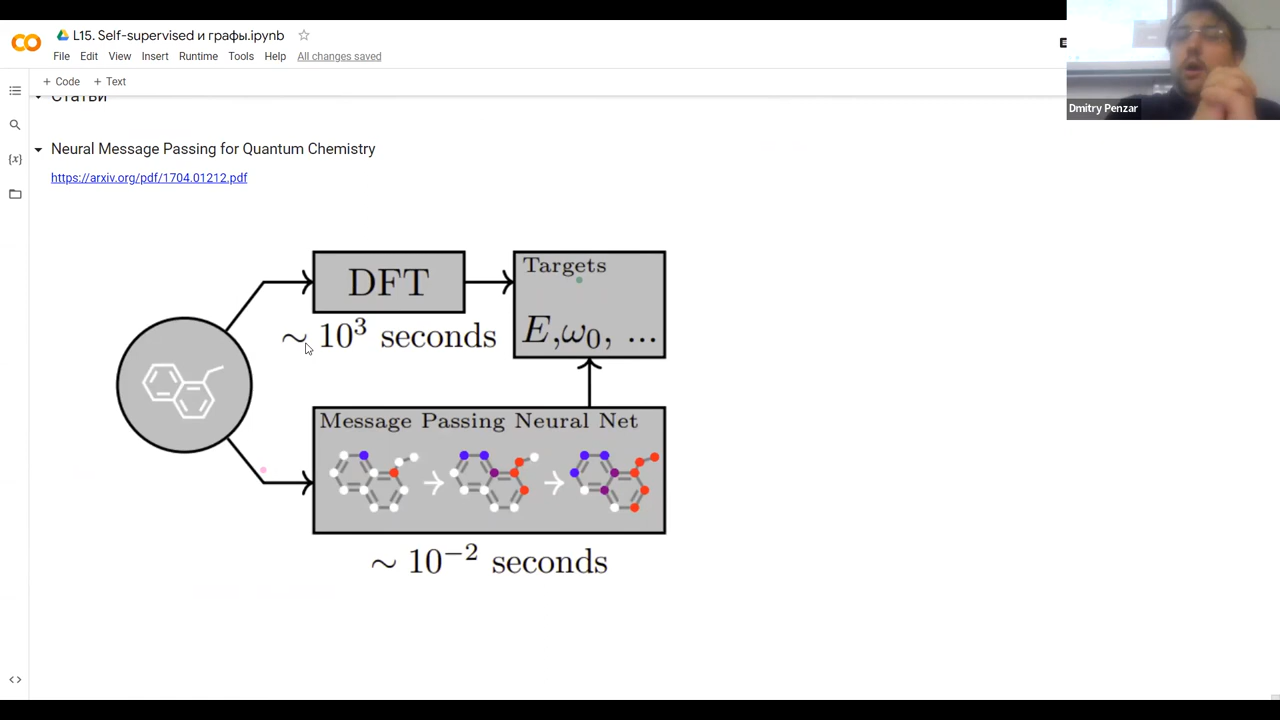 L15. Self-supervised и графы.ipynb
File Edit View Insert Runtime Tools Help All changes saved
+ Code + Text
Статьи
Neural Message Passing for Quantum Chemistry
https://arxiv.org/pdf/1704.01212.pdf
DFT
Targets
~ 10³ seconds
E,ω₀, ...
Message Passing Neural Net
~ 10⁻² seconds
Dmitry Penzar